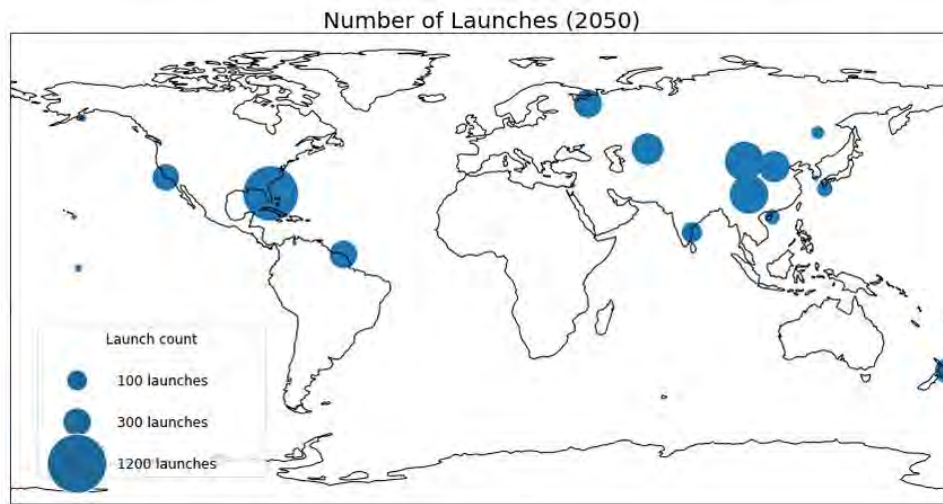 Number of Launches (2050)
Launch count
100 launches
300 launches
1200 launches